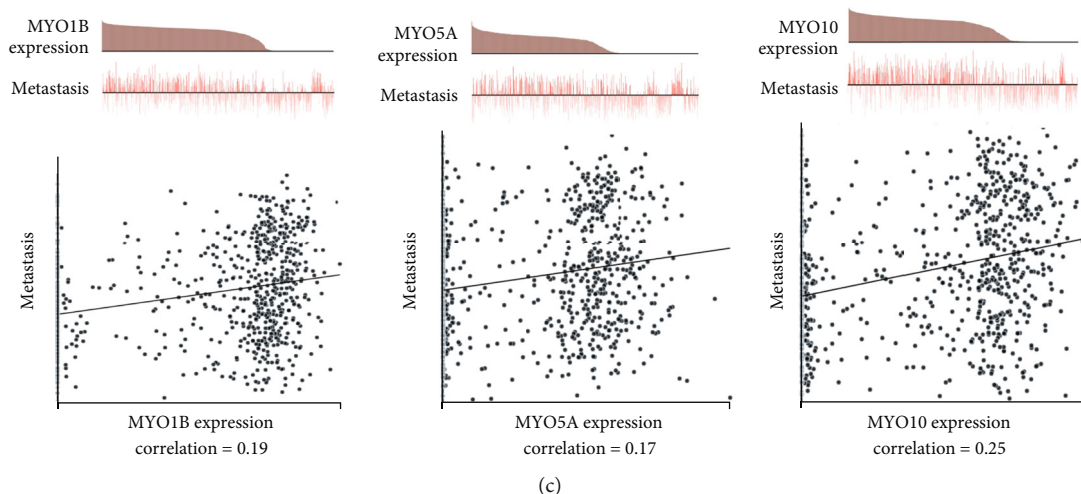 MYO1B
expression
Metastasis
Metastasis
MYO1B expression
correlation = 0.19
MYO5A
expression
Metastasis
Metastasis
MYO5A expression
correlation = 0.17
MYO10
expression
Metastasis
Metastasis
MYO10 expression
correlation = 0.25
(c)